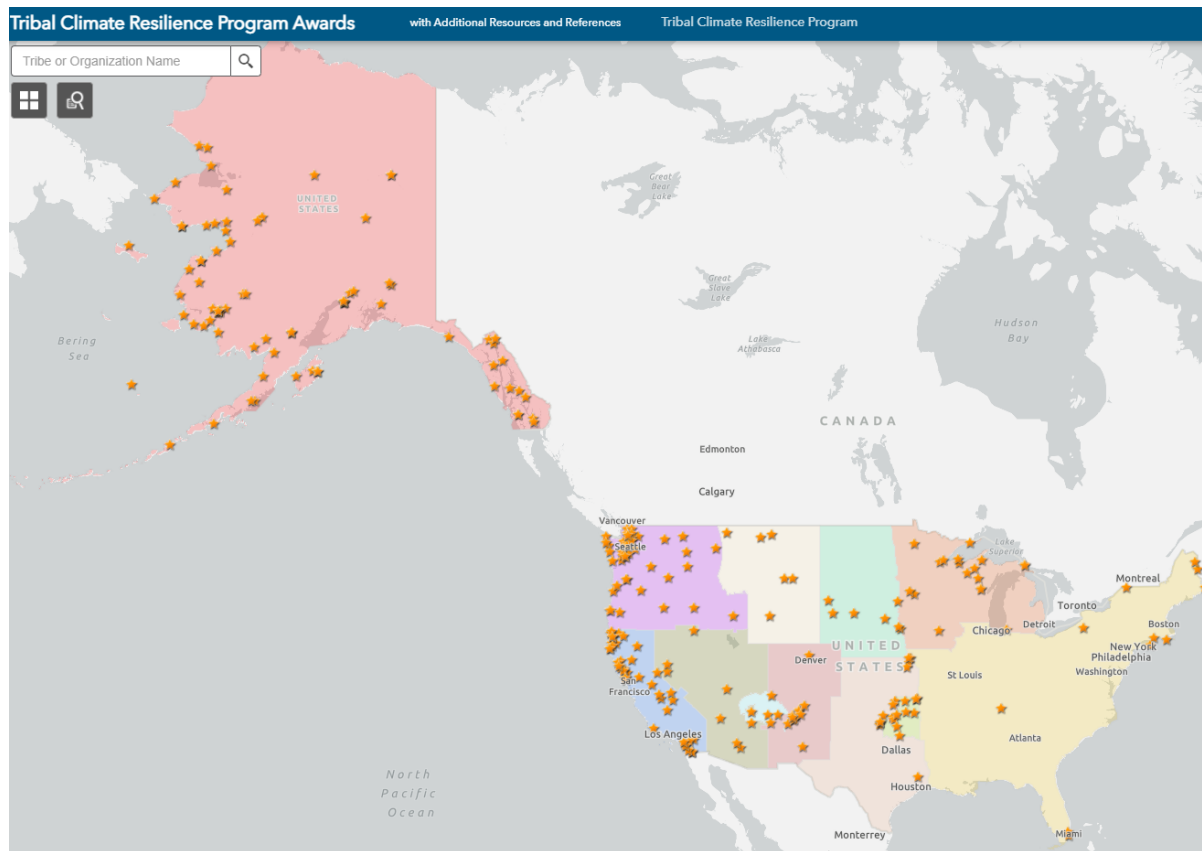 Tribal Climate Resilience Program Awards
with Additional Resources and References
Tribal Climate Resilience Program
Tribe or Organization Name
Great
Bear
Lake
UNITED
STATES
Great
Slave
Lake
Hudson
Bay
Bering
Sea
Lake
Athabasca
CANADA
Edmonton
Calgary
Vancouver
Seattle
Lake
Superior
Montreal
Toronto
Chicago
Detroit
Boston
New York
Philadelphia
UNITED
STATES
Denver
Washington
St Louis
San
Francisco
Los Angeles
Atlanta
Dallas
North
Pacific
Ocean
Houston
Monterrey
Miami